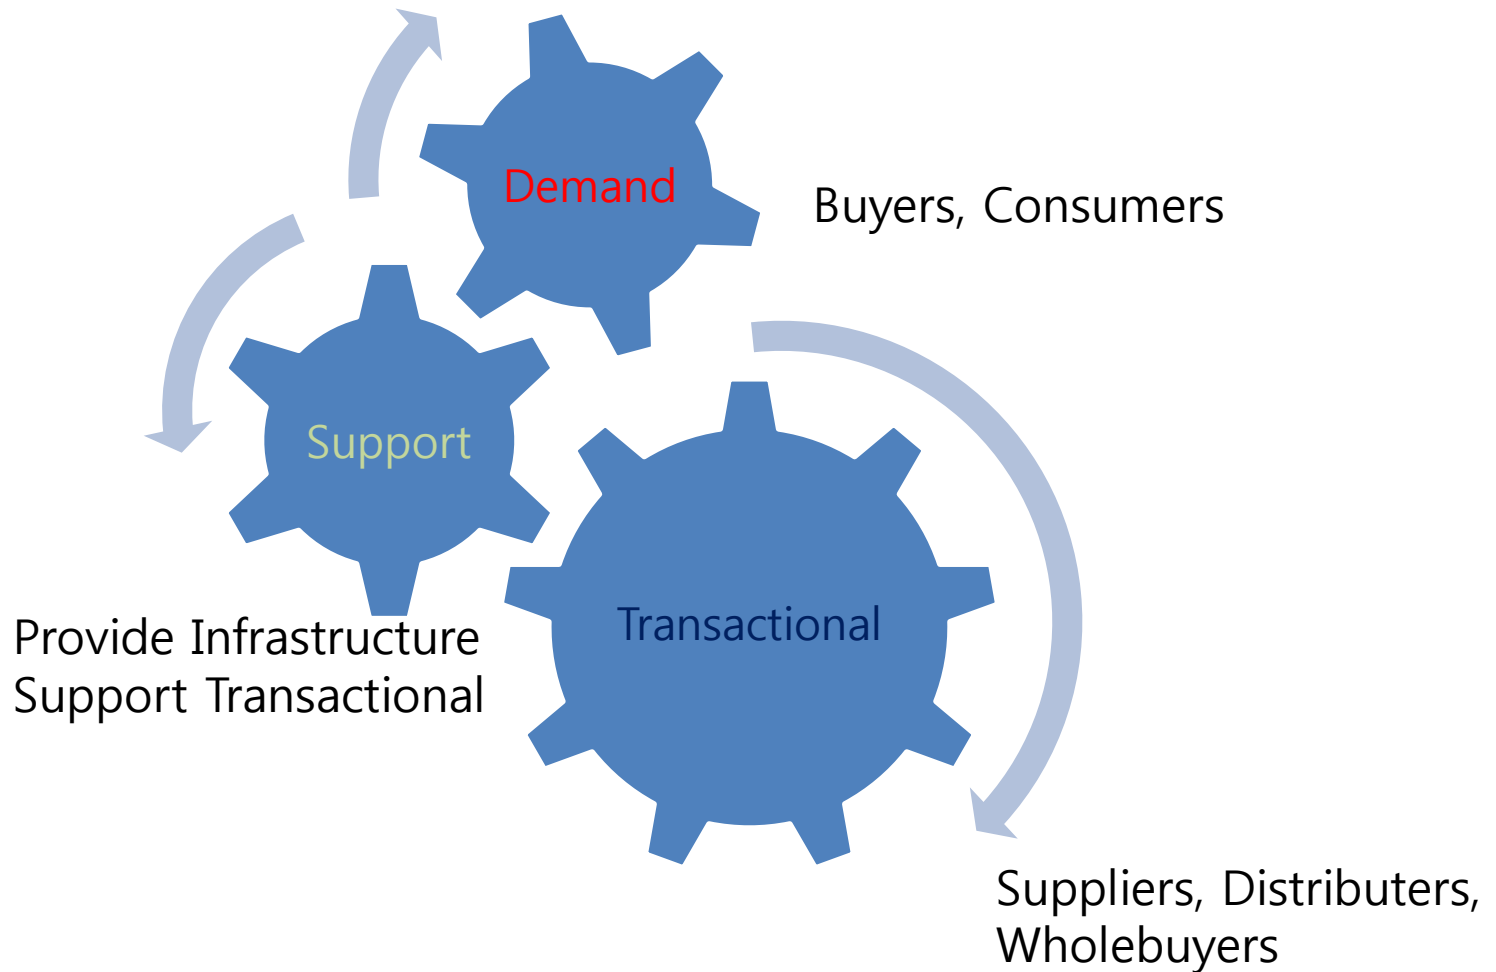 Demand
Buyers, Consumers
Support
Transactional
Provide Infrastructure
Support Transactional
Suppliers, Distributers,
Wholebuyers